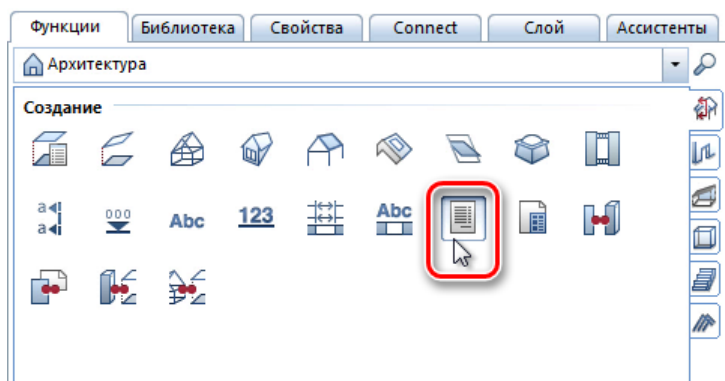 Функции Библиотека Свойства Connect Слой Ассистенты
Архитектура
Создание
a
a
000
Abc
123
Abc